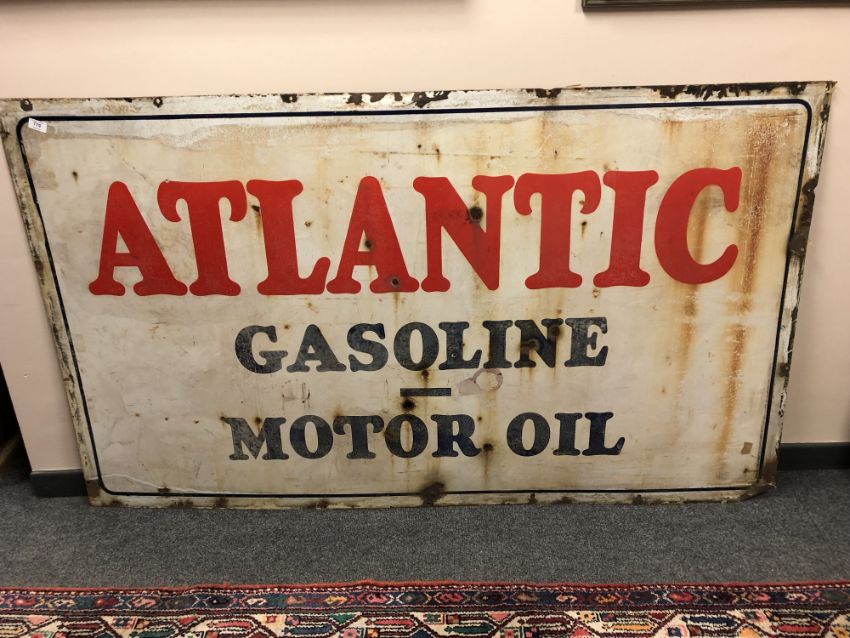 ATLANTIC
GASOLINE
—
MOTOR OIL